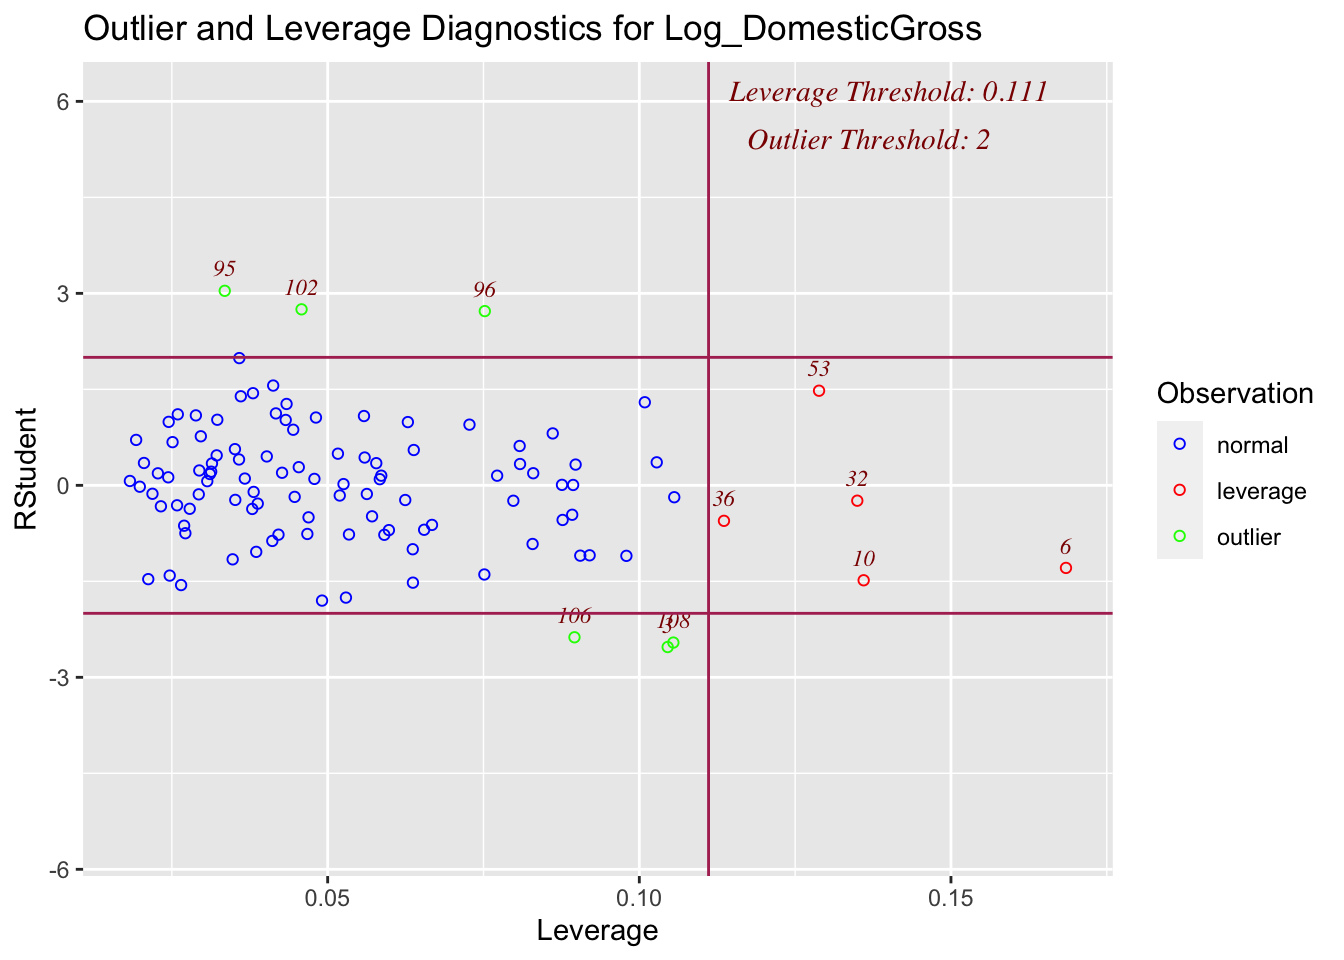 Outlier and Leverage Diagnostics for Log_DomesticGross
Leverage Threshold: 0.111
Outlier Threshold: 2
6
3
0
-3
-6
RStudent
95
102
96
53
36
32
10
6
106
108
3
0.05
0.10
0.15
Leverage
Observation
normal
leverage
outlier